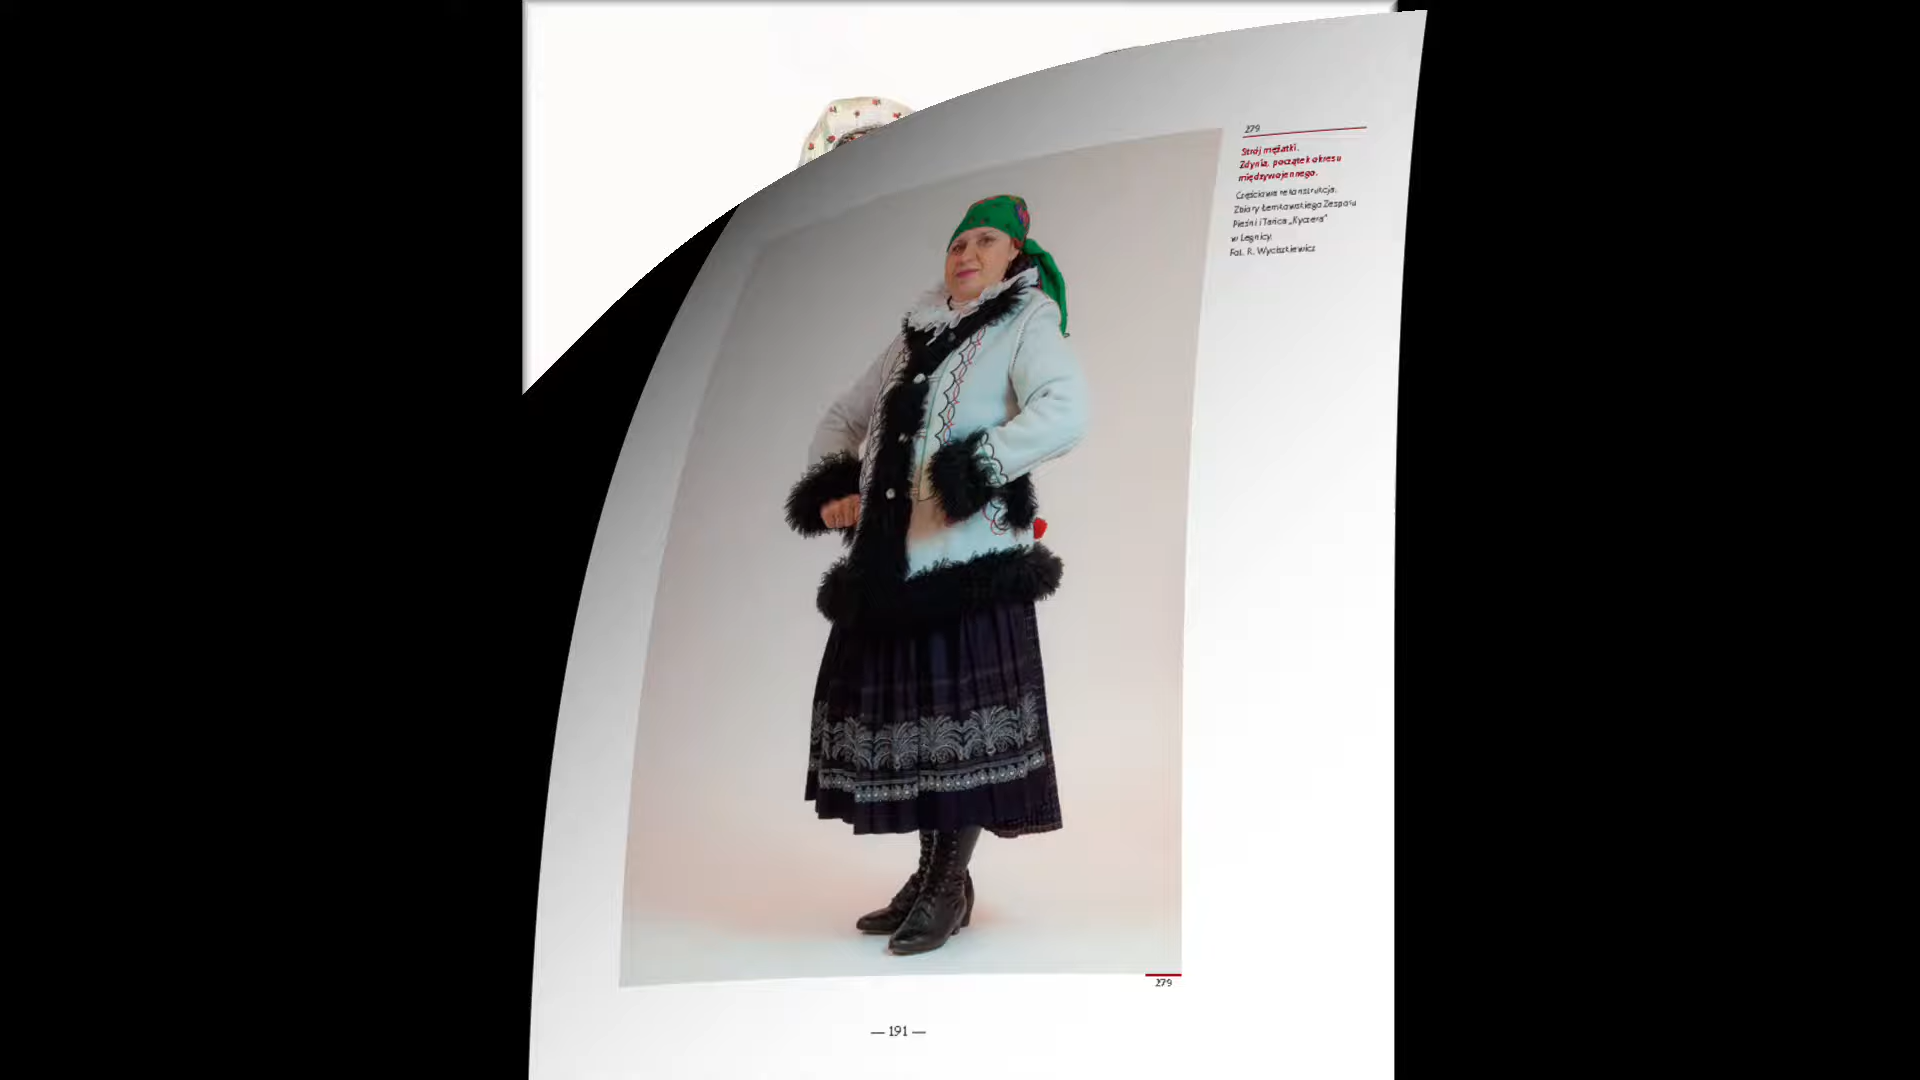 279
Strój mężatki.
Zdynia, początek okresu
międzywojennego.
Częściowa rekonstrukcja.
Zbiory Łemkowskiego Zespołu
Pieśni i Tańca „Kyczera”
w Legnicy.
Fot. R. Wyciszkiewicz
279
— 191 —